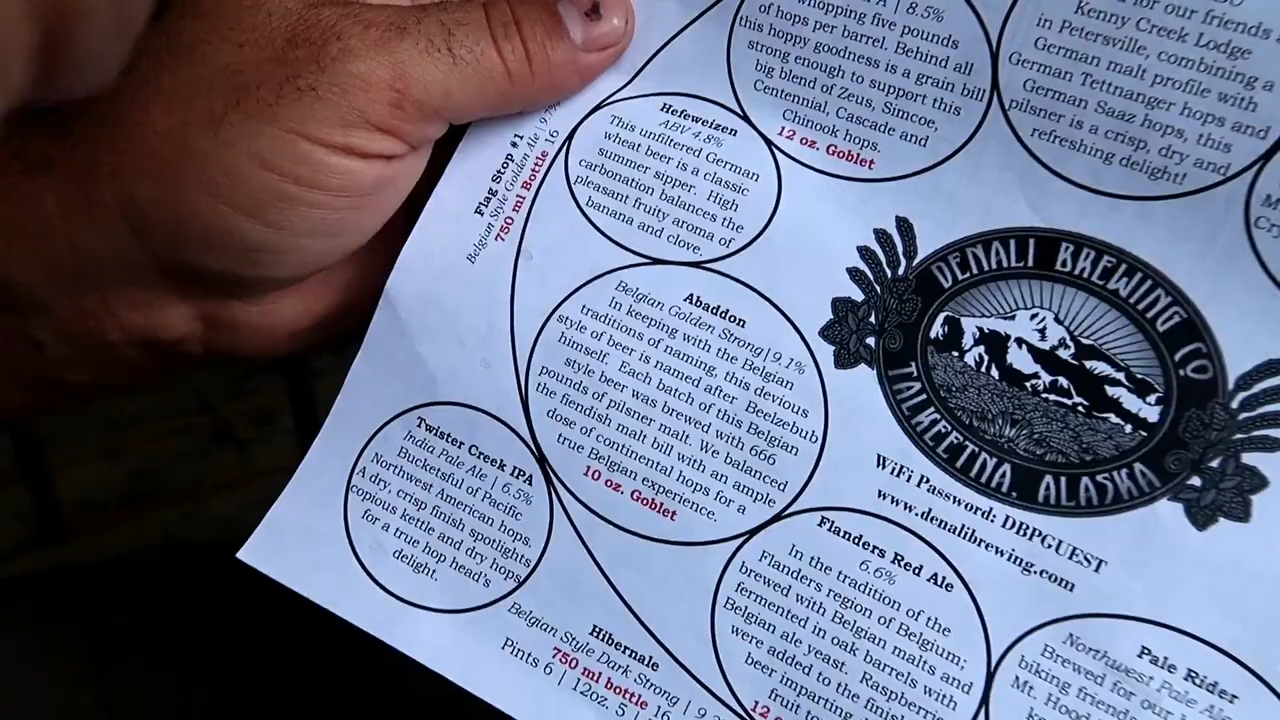 8.5%
whopping five pounds
of hops per barrel. Behind all
this hoppy goodness is a grain bill
strong enough to support this
big blend of Zeus, Simcoe,
Centennial, Cascade and
Chinook hops.
12 oz. Goblet
for our friends
Kenny Creek Lodge
in Petersville, combining a
German malt profile with
German Tettnanger hops and
German Saaz hops, this
pilsner is a crisp, dry and
refreshing delight!
Flag Stop #1
Belgian Style Golden Ale | 9.7%
750 ml Bottle 16
Hefeweizen
ABV 4.8%
This unfiltered German
wheat beer is a classic
summer sipper. High
carbonation balances the
pleasant fruity aroma of
banana and clove.
Abaddon
Belgian Golden Strong | 9.1%
In keeping with the Belgian
traditions of naming, this devious
style of beer is named after Beelzebub
himself. Each batch of this Belgian
style beer was brewed with 666
pounds of pilsner malt. We balanced
the fiendish malt bill with an ample
dose of continental hops for a
true Belgian experience.
10 oz. Goblet
DENALI BREWING CO
TALKEETNA, ALASKA
WiFi Password: DBPGUEST
www.denalibrewing.com
Twister Creek IPA
India Pale Ale | 6.5%
Bucketsful of Pacific
Northwest American hops.
A dry, crisp finish spotlights
copious kettle and dry hops
for a true hop head's
delight.
Hibernale
Belgian Style Dark Strong | 9.
750 ml bottle 16
Pints 6 | 12oz. 5 |
Flanders Red Ale
6.6%
In the tradition of the
Flanders region of Belgium;
brewed with Belgian malts and
fermented in oak barrels with
Belgian ale yeast. Raspberrie
were added to the finish
beer imparting
fruit to
12
Pale Rider
Northwest Pale Al
Brewed for our
biking friend
Mt. Hood